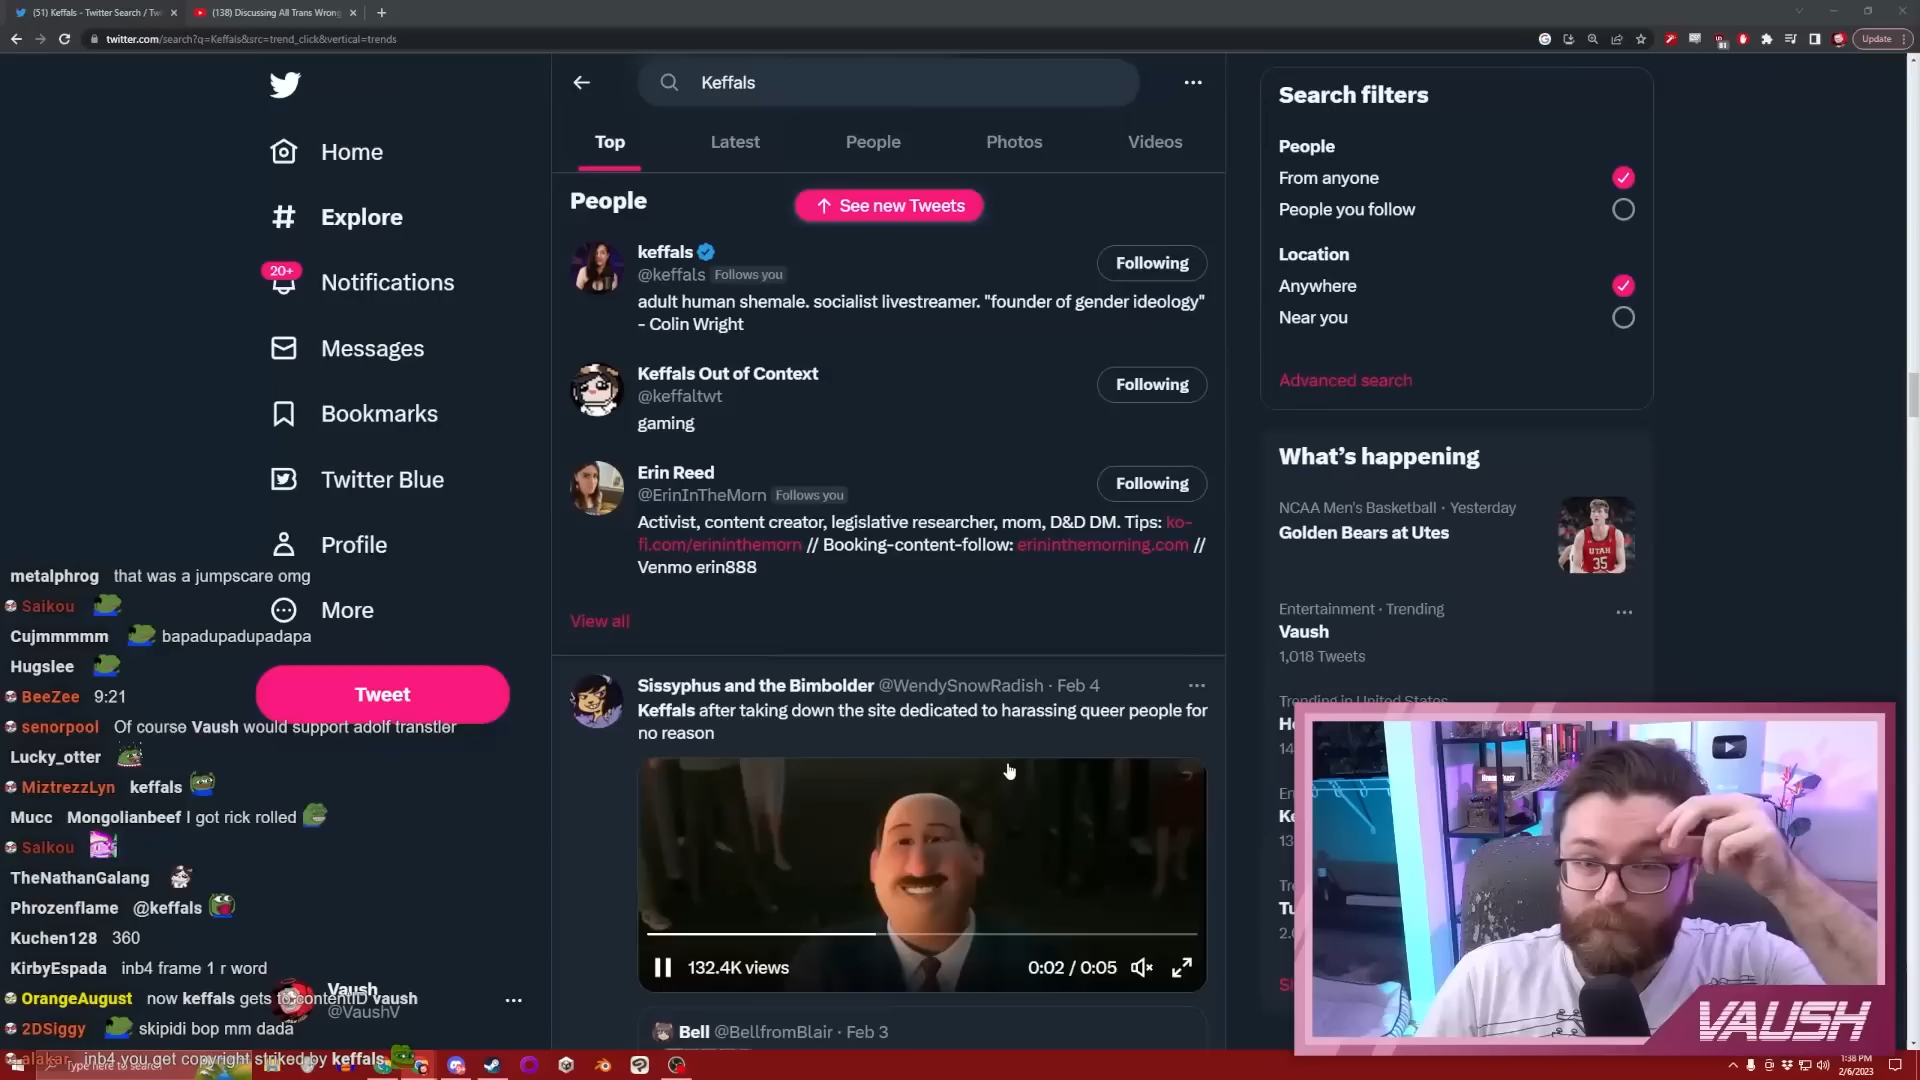 (51) Keffals - Twitter Search / Twi
(138) Discussing All Trans Wrong
twitter.com/search?q=Keffals&src=trend_click&vertical=trends
Update
Keffals
Top
Latest
People
Photos
Videos
Home
Explore
20+
Notifications
Messages
Bookmarks
Twitter Blue
Profile
More
Tweet
People
See new Tweets
keffals
@keffals Follows you
Following
adult human shemale. socialist livestreamer. "founder of gender ideology"
- Colin Wright
Keffals Out of Context
@keffaltwt
Following
gaming
Erin Reed
@ErinInTheMorn Follows you
Following
Activist, content creator, legislative researcher, mom, D&D DM. Tips: ko-
fi.com/erininthemorn // Booking-content-follow: erininthemorning.com //
Venmo erin888
View all
Sissyphus and the Bimbolder @WendySnowRadish · Feb 4
Keffals after taking down the site dedicated to harassing queer people for
no reason
132.4K views
0:02 / 0:05
Bell @BellfromBlair · Feb 3
Search filters
People
From anyone
People you follow
Location
Anywhere
Near you
Advanced search
What's happening
NCAA Men's Basketball · Yesterday
Golden Bears at Utes
UTAH
35
Entertainment · Trending
Vaush
1,018 Tweets
Trending in United States
metalphrog that was a jumpscare omg
Saikou
Cujmmmmm bapadupadupadapa
Hugslee
BeeZee 9:21
senorpool Of course Vaush would support adolf transtler
Lucky_otter
MiztrezzLyn keffals
Mucc Mongolianbeef I got rick rolled
Saikou
TheNathanGalang
Phrozenflame @keffals
Kuchen128 360
KirbyEspada inb4 frame 1 r word
OrangeAugust now keffals gets to contentID vaush
2DSiggy skipidi bop mm dada
alakar inb4 you get copyright striked by keffals
Vaush
@VaushV
Type here to search
VAUSH
1:38 PM
2/6/2023